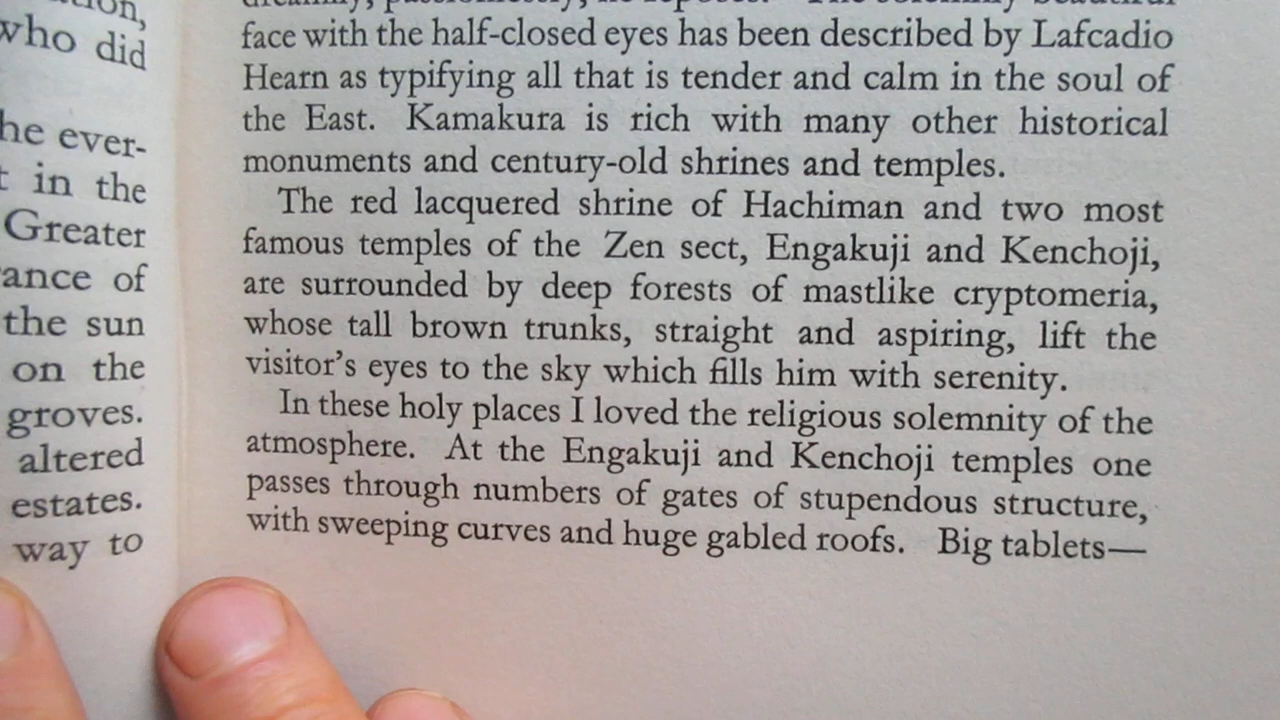 who did
he ever-
in the
Greater
ance of
the sun
on the
groves.
altered
estates.
way to
face with the half-closed eyes has been described by Lafcadio
Hearn as typifying all that is tender and calm in the soul of
the East. Kamakura is rich with many other historical
monuments and century-old shrines and temples.
The red lacquered shrine of Hachiman and two most
famous temples of the Zen sect, Engakuji and Kenchoji,
are surrounded by deep forests of mastlike cryptomeria,
whose tall brown trunks, straight and aspiring, lift the
visitor's eyes to the sky which fills him with serenity.
In these holy places I loved the religious solemnity of the
atmosphere. At the Engakuji and Kenchoji temples one
passes through numbers of gates of stupendous structure,
with sweeping curves and huge gabled roofs. Big tablets—